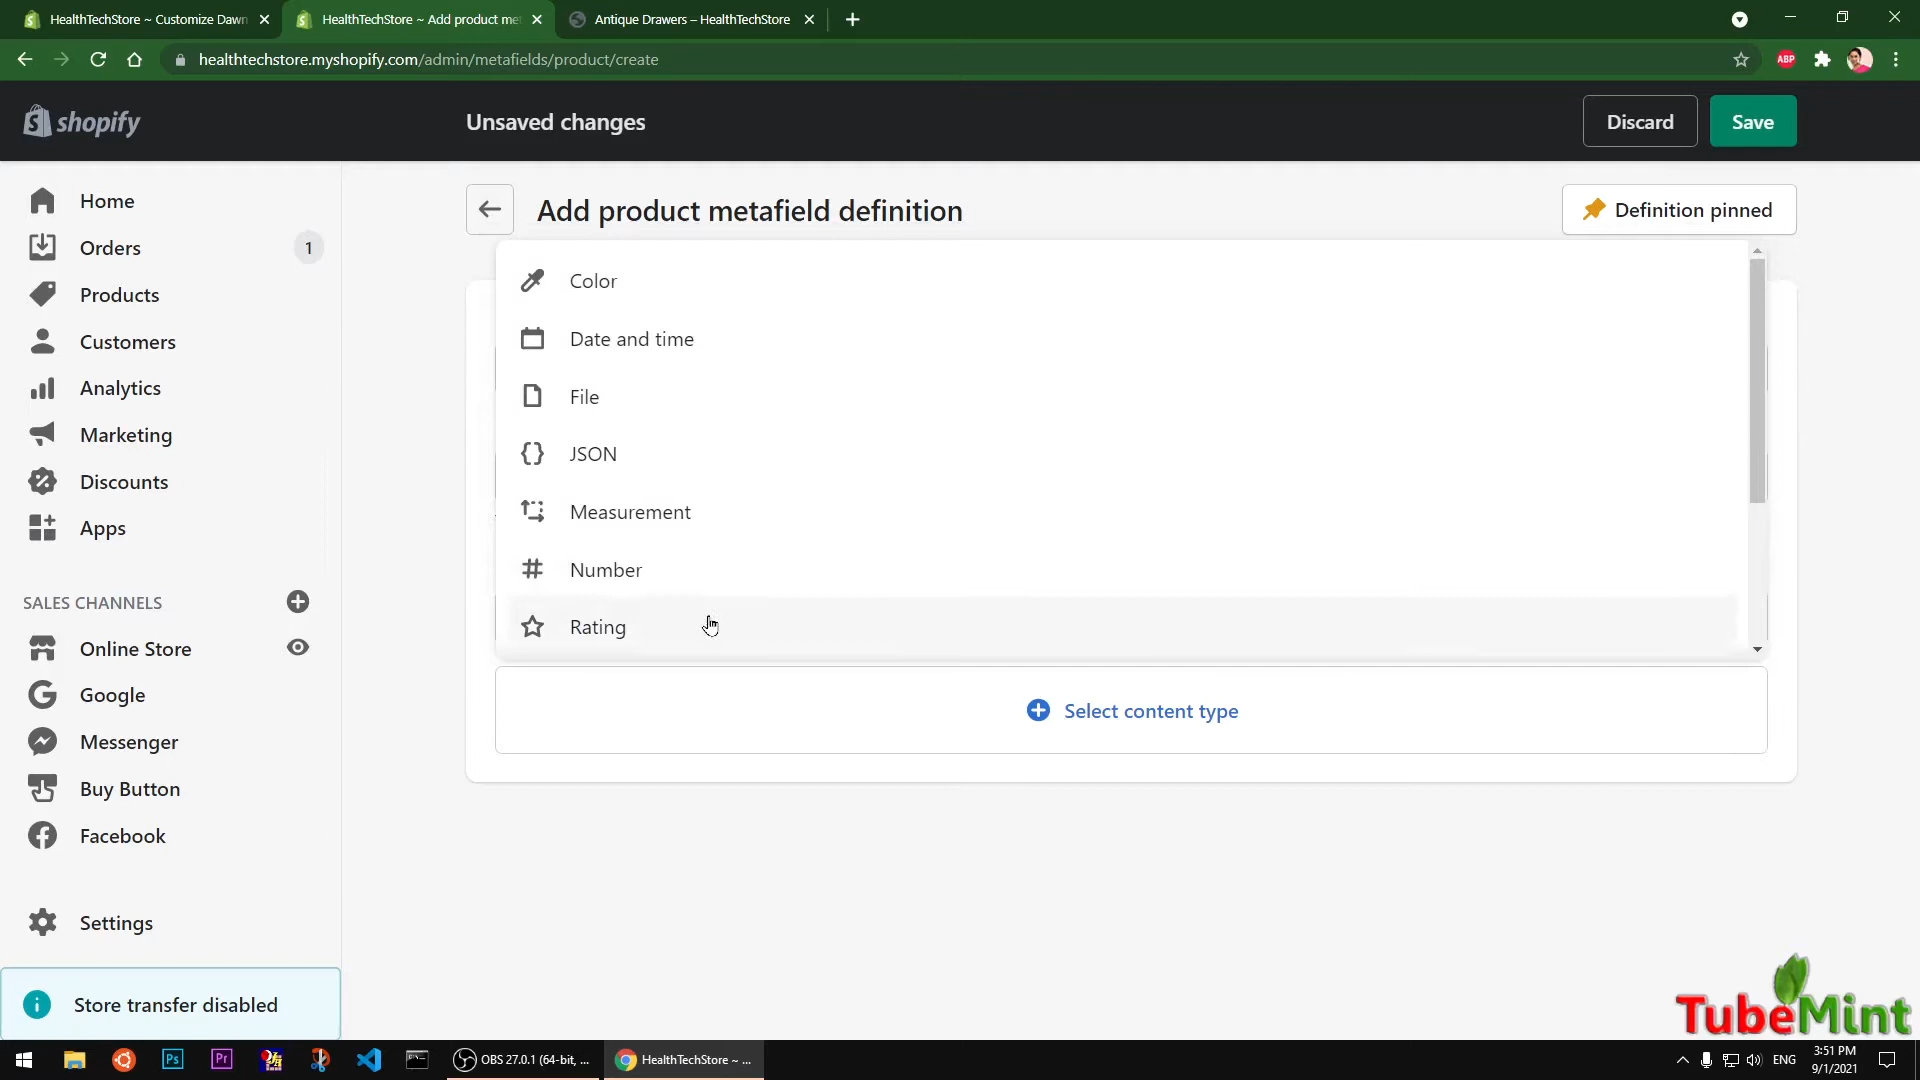 HealthTechStore ~ Customize Dawn
HealthTechStore ~ Add product met
Antique Drawers – HealthTechStore
healthtechstore.myshopify.com/admin/metafields/product/create
ABP
shopify
Unsaved changes
Discard
Save
Home
Orders
1
Products
Customers
Analytics
Marketing
Discounts
Apps
SALES CHANNELS
Online Store
Google
Messenger
Buy Button
Facebook
Settings
Store transfer disabled
Add product metafield definition
Definition pinned
Color
Date and time
File
JSON
Measurement
Number
Rating
Select content type
TubeMint
Ps
Pr
OBS 27.0.1 (64-bit, ...
HealthTechStore ~ ...
ENG
3:51 PM
9/1/2021